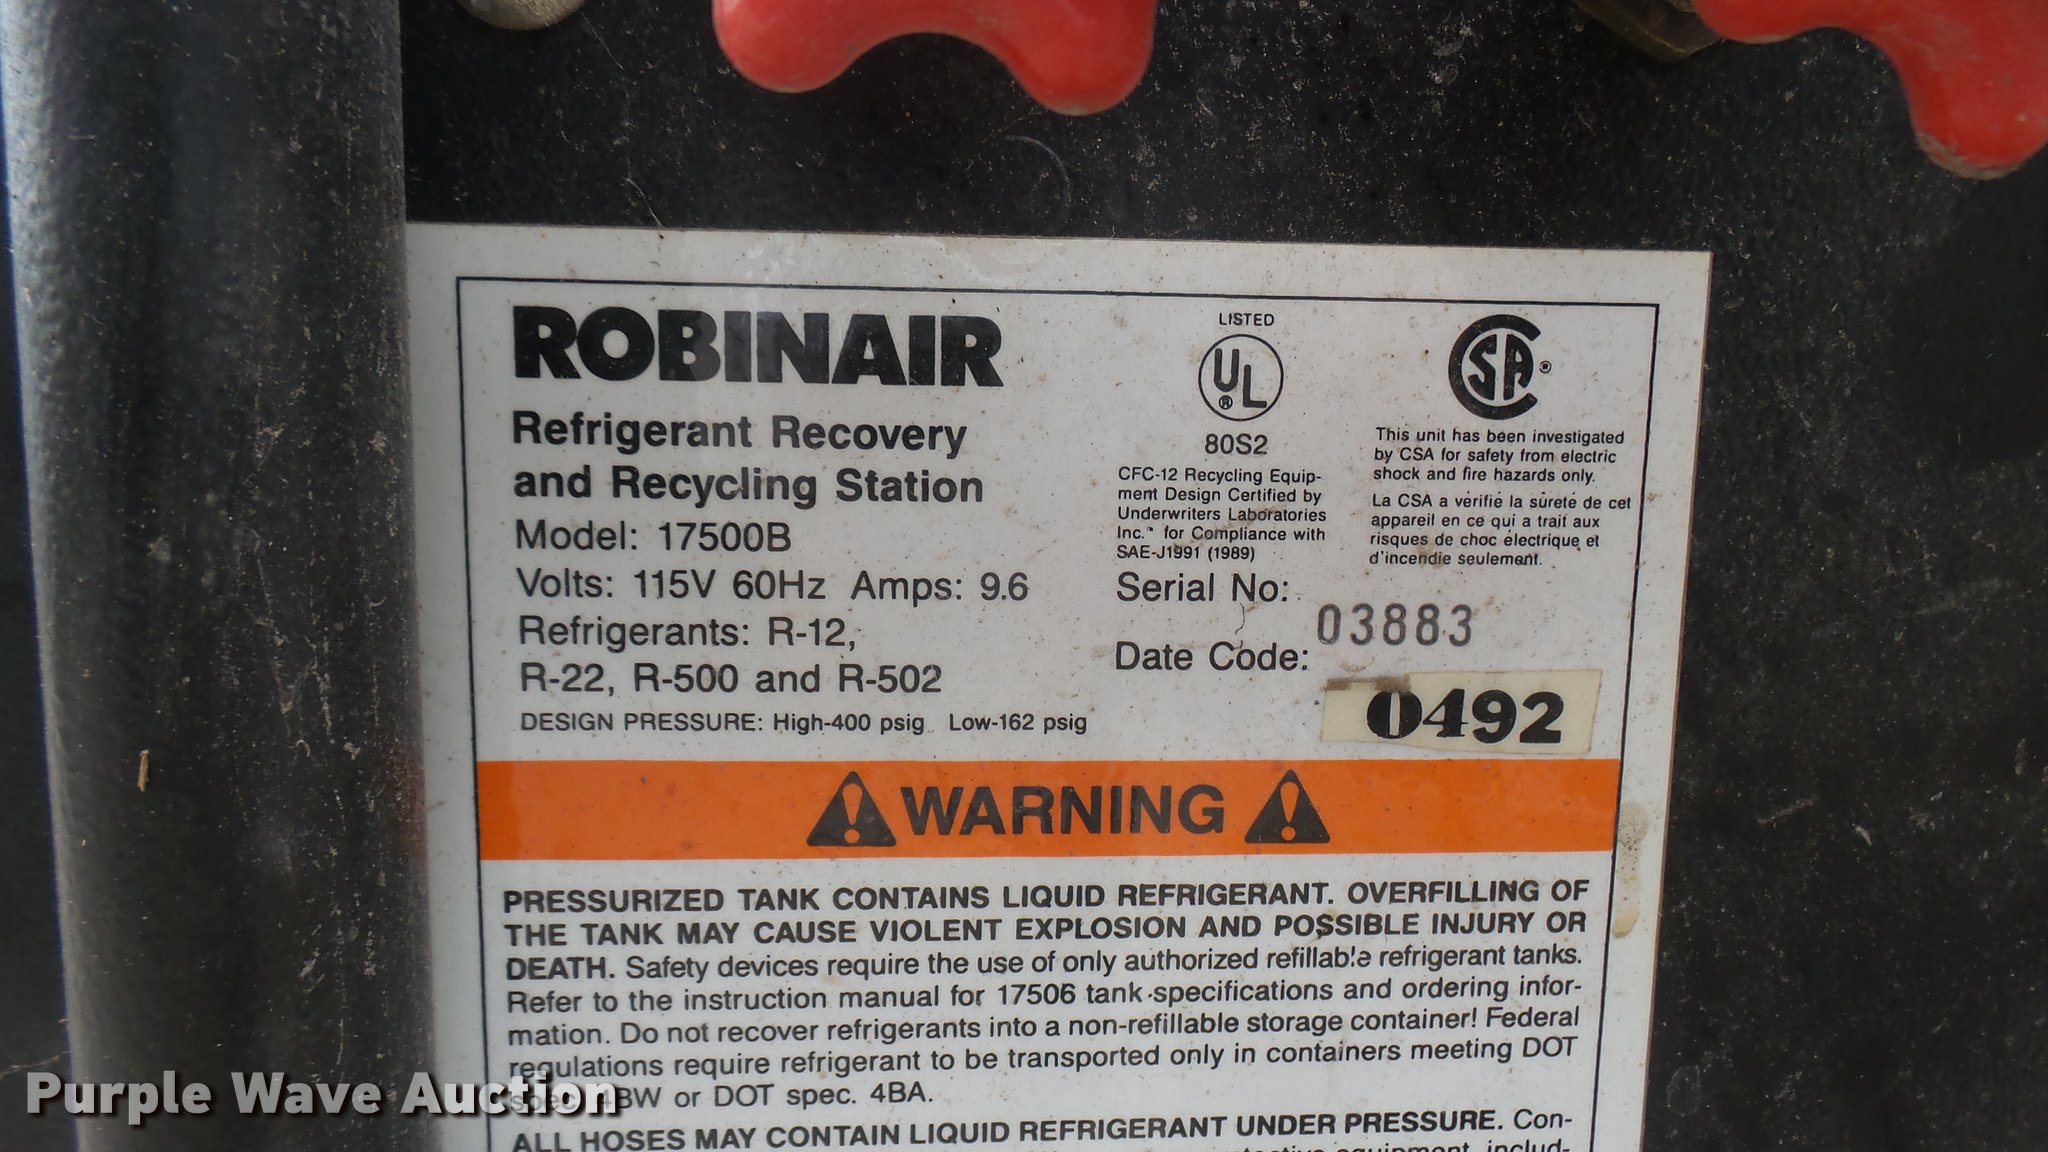 ROBINAIR
Refrigerant Recovery
and Recycling Station
Model: 17500B
Volts: 115V 60Hz Amps: 9.6
Refrigerants: R-12,
R-22, R-500 and R-502
DESIGN PRESSURE: High-400 psig Low-162 psig
LISTED
UL ®
80S2
CFC-12 Recycling Equip-
ment Design Certified by
Underwriters Laboratories
Inc.™ for Compliance with
SAE-J1991 (1989)
CSA ®
This unit has been investigated
by CSA for safety from electric
shock and fire hazards only.
La CSA a vérifié la sûreté de cet
appareil en ce qui a trait aux
risques de choc électrique et
d'incendie seulement.
Serial No:
03883
Date Code:
0492
WARNING
PRESSURIZED TANK CONTAINS LIQUID REFRIGERANT. OVERFILLING OF
THE TANK MAY CAUSE VIOLENT EXPLOSION AND POSSIBLE INJURY OR
DEATH. Safety devices require the use of only authorized refillable refrigerant tanks.
Refer to the instruction manual for 17506 tank specifications and ordering infor-
mation. Do not recover refrigerants into a non-refillable storage container! Federal
regulations require refrigerant to be transported only in containers meeting DOT
spec. 4BW or DOT spec. 4BA.
ALL HOSES MAY CONTAIN LIQUID REFRIGERANT UNDER PRESSURE. Con-
equipment, includ-
Purple Wave Auction